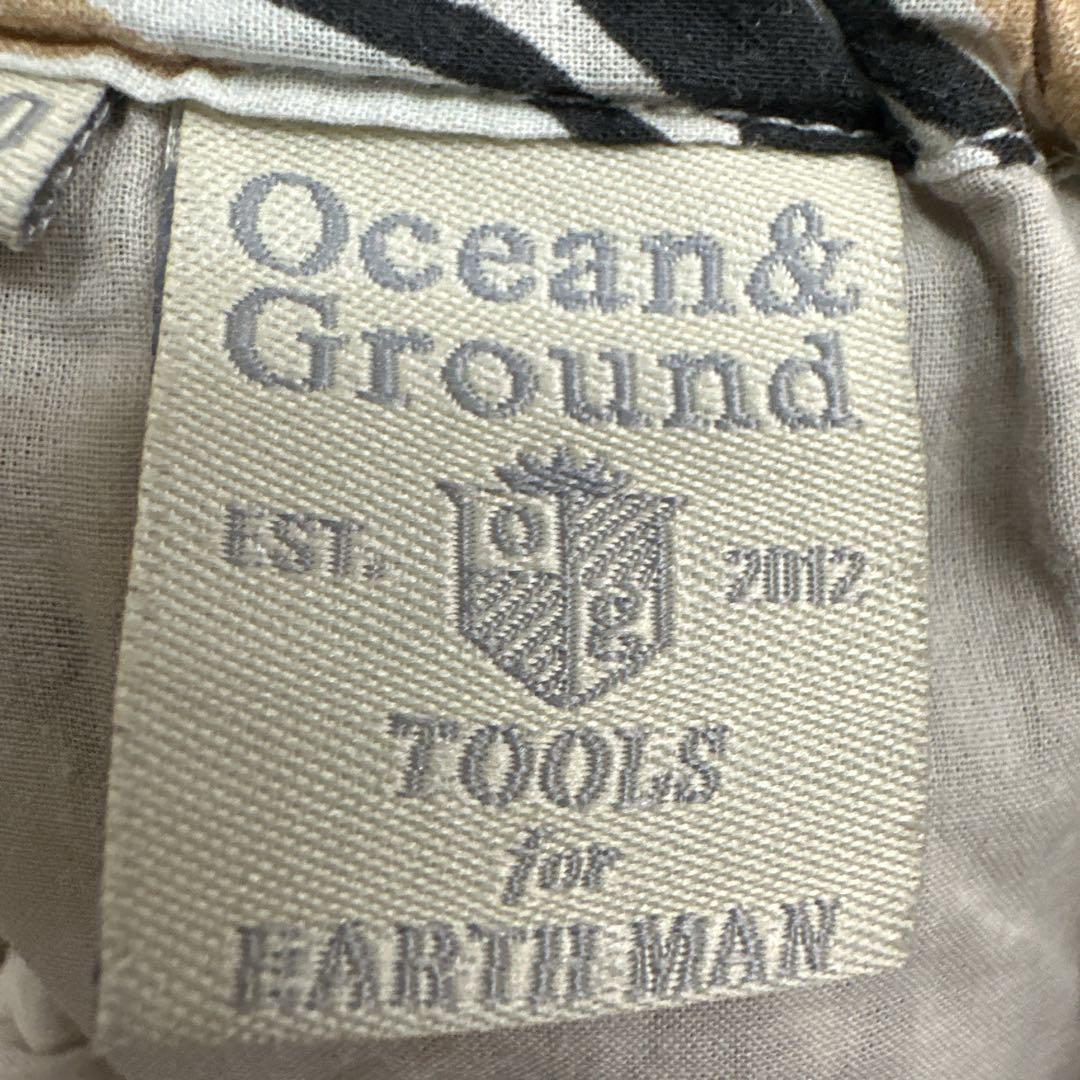 Ocean&
Ground
EST. 2012
O
g
TOOLS
for
EARTH MAN